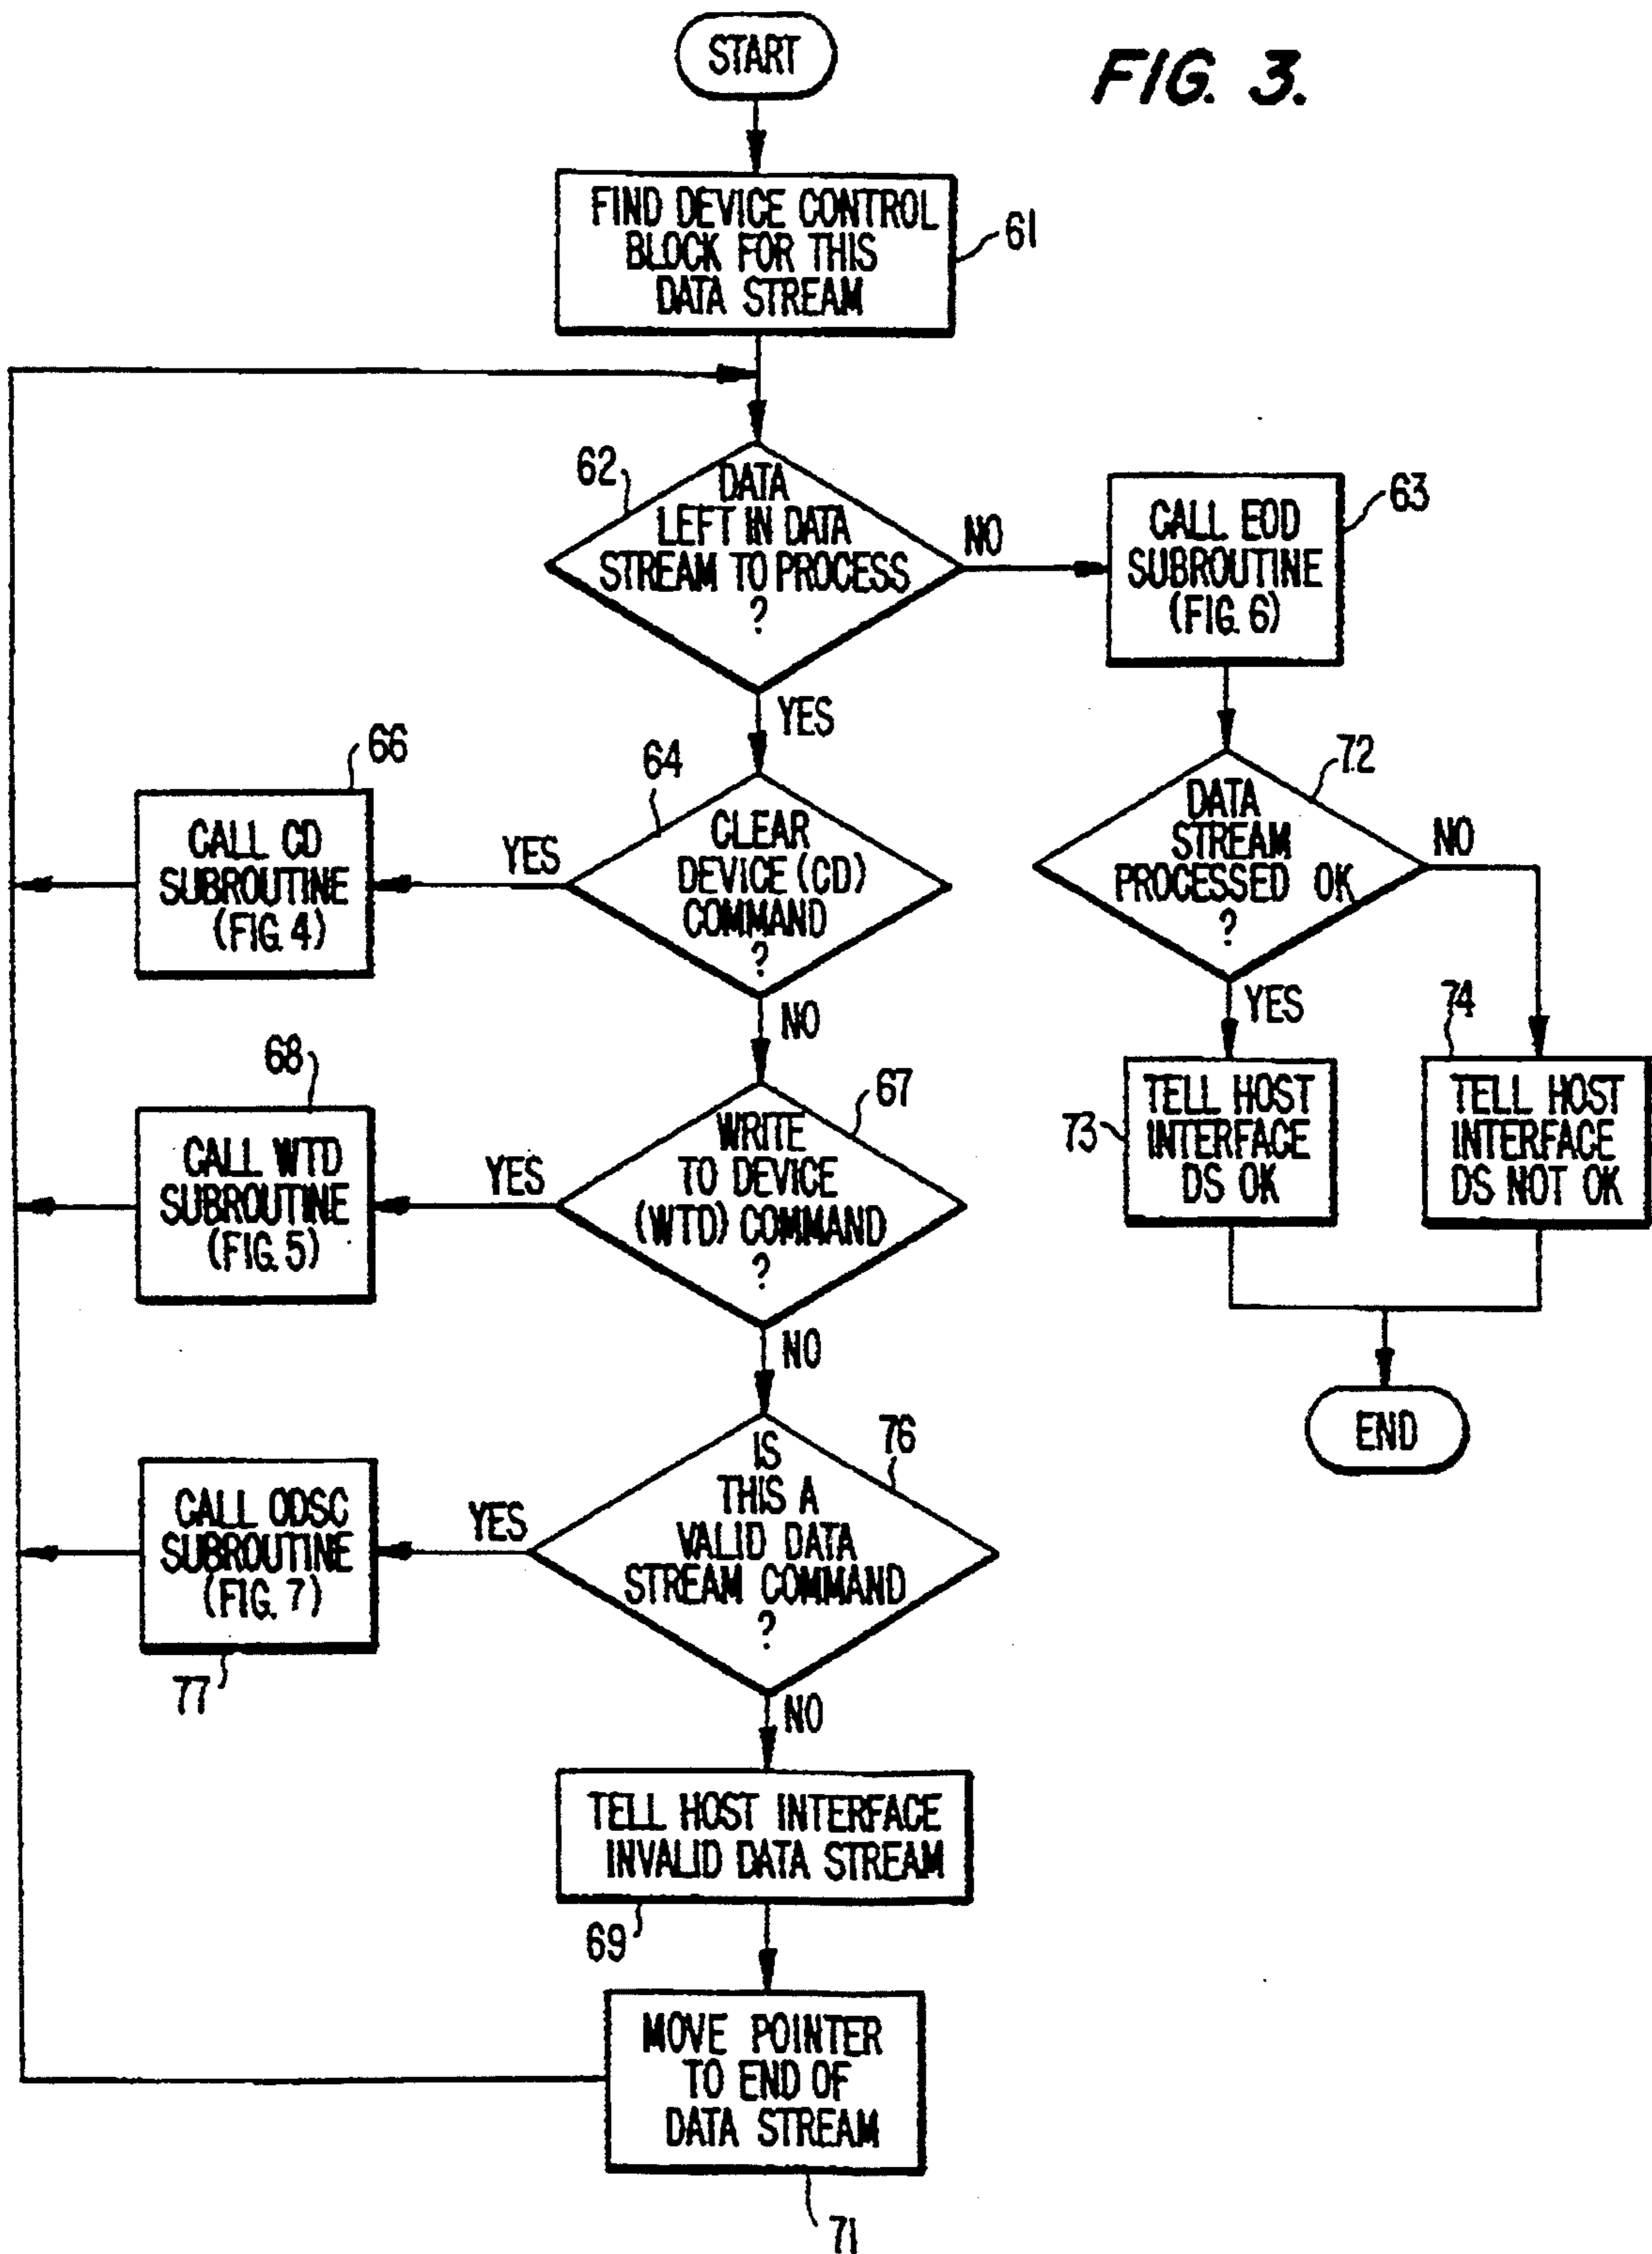 START
FIG. 3.
FIND DEVICE CONTROL
BLOCK FOR THIS
DATA STREAM
61
62
DATA
LEFT IN DATA
STREAM TO PROCESS
?
NO
CALL EOD
SUBROUTINE
(FIG. 6)
63
YES
66
CALL CD
SUBROUTINE
(FIG. 4)
YES
64
CLEAR
DEVICE (CD)
COMMAND
?
72
DATA
STREAM
PROCESSED OK
?
NO
YES
NO
68
CALL WTD
SUBROUTINE
(FIG. 5)
YES
67
WRITE
TO DEVICE
(WTD) COMMAND
?
73
TELL HOST
INTERFACE
DS OK
74
TELL HOST
INTERFACE
DS NOT OK
NO
END
CALL ODSC
SUBROUTINE
(FIG. 7)
77
YES
76
IS
THIS A
VALID DATA
STREAM COMMAND
?
NO
TELL HOST INTERFACE
INVALID DATA STREAM
69
MOVE POINTER
TO END OF
DATA STREAM
71